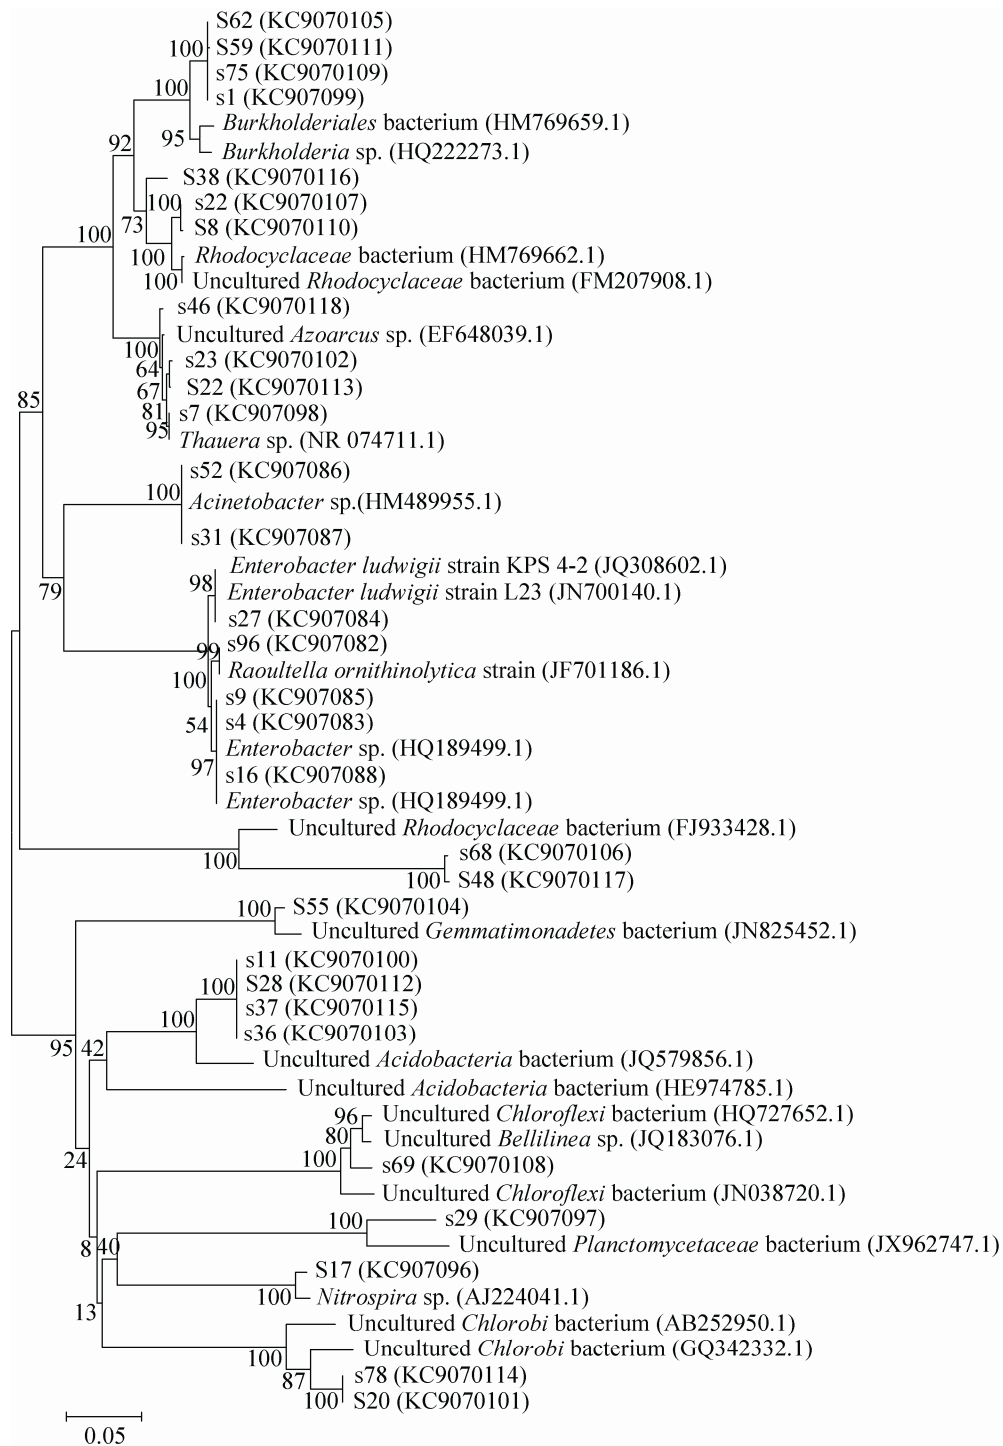 S62 (KC9070105)
100
S59 (KC9070111)
s75 (KC9070109)
100
s1 (KC907099)
Burkholderiales bacterium (HM769659.1)
95
92
Burkholderia sp. (HQ222273.1)
S38 (KC9070116)
100
s22 (KC9070107)
73
S8 (KC9070110)
100
100
Rhodocyclaceae bacterium (HM769662.1)
100
Uncultured Rhodocyclaceae bacterium (FM207908.1)
s46 (KC9070118)
Uncultured Azoarcus sp. (EF648039.1)
100
s23 (KC9070102)
64
S22 (KC9070113)
67
85
81
s7 (KC907098)
95
Thauera sp. (NR 074711.1)
s52 (KC907086)
100
Acinetobacter sp.(HM489955.1)
s31 (KC907087)
Enterobacter ludwigii strain KPS 4-2 (JQ308602.1)
98
79
Enterobacter ludwigii strain L23 (JN700140.1)
s27 (KC907084)
s96 (KC907082)
99
Raoultella ornithinolytica strain (JF701186.1)
100
s9 (KC907085)
s4 (KC907083)
54
Enterobacter sp. (HQ189499.1)
97
s16 (KC907088)
Enterobacter sp. (HQ189499.1)
Uncultured Rhodocyclaceae bacterium (FJ933428.1)
100
s68 (KC9070106)
100
S48 (KC9070117)
100
S55 (KC9070104)
Uncultured Gemmatimonadetes bacterium (JN825452.1)
s11 (KC9070100)
100
S28 (KC9070112)
s37 (KC9070115)
100
s36 (KC9070103)
95
42
Uncultured Acidobacteria bacterium (JQ579856.1)
Uncultured Acidobacteria bacterium (HE974785.1)
96
Uncultured Chloroflexi bacterium (HQ727652.1)
80
Uncultured Bellilinea sp. (JQ183076.1)
24
100
s69 (KC9070108)
Uncultured Chloroflexi bacterium (JN038720.1)
100
s29 (KC907097)
8
40
Uncultured Planctomycetaceae bacterium (JX962747.1)
S17 (KC907096)
100
Nitrospira sp. (AJ224041.1)
13
Uncultured Chlorobi bacterium (AB252950.1)
100
Uncultured Chlorobi bacterium (GQ342332.1)
87
s78 (KC9070114)
100
S20 (KC9070101)
0.05